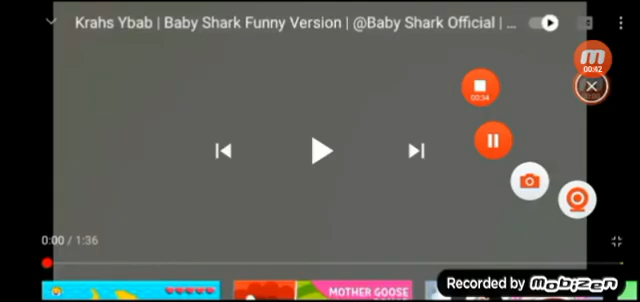 Krahs Ybab | Baby Shark Funny Version | @Baby Shark Official | ...
00:42
00:34
0:00 / 1:36
MOTHER GOOSE
Recorded by mobizen